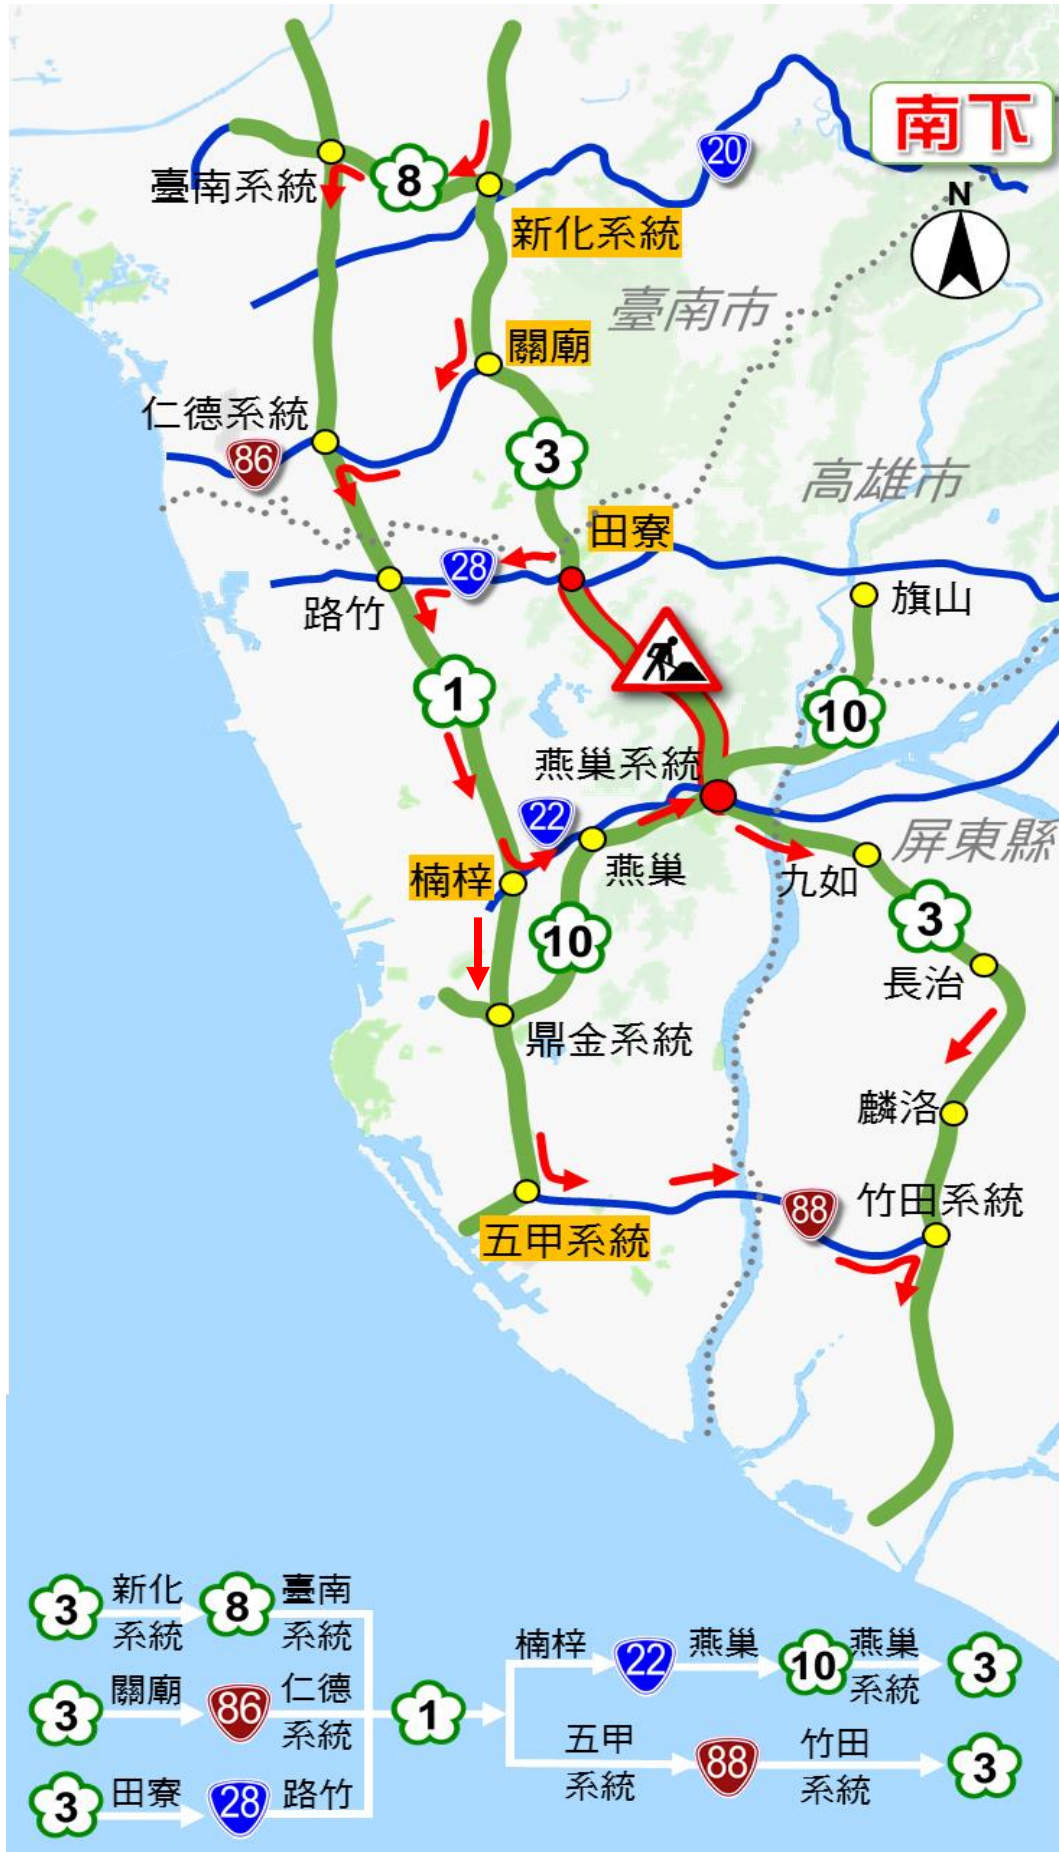 南下
20
8
臺南系統
N
新化系統
臺南市
關廟
仁德系統
86
3
高雄市
田寮
28
路竹
旗山
1
10
燕巢系統
22
屏東縣
燕巢
楠梓
九如
3
10
長治
鼎金系統
麟洛
竹田系統
88
五甲系統
3 新化系統 8 臺南系統
3 關廟 86 仁德系統
3 田寮 28 路竹
1
楠梓 22 燕巢 10 燕巢系統 3
五甲系統 88 竹田系統 3